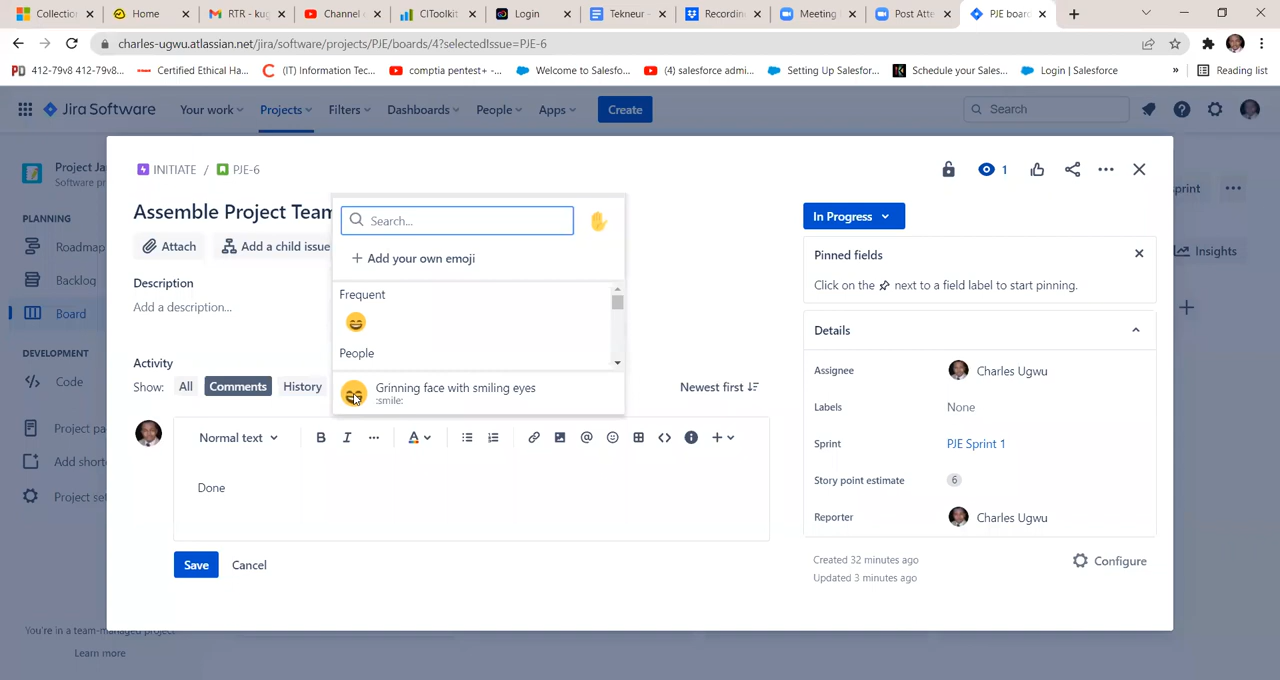 Collection
Home
RTR - kug
Channel c
CIToolkit
Login
Tekneur -
Recordin
Meeting
Post Atte
PJE boar
charles-ugwu.atlassian.net/jira/software/projects/PJE/boards/4?selectedIssue=PJE-6
412-79v8 412-79v8...
Certified Ethical Ha...
(IT) Information Tec...
comptia pentest+ -...
Welcome to Salesfo...
(4) salesforce admi...
Setting Up Salesfor...
Schedule your Sales...
Login | Salesforce
»
Reading list
Jira Software
Your work
Projects
Filters
Dashboards
People
Apps
Create
Search
Project Ja
Software pr
PLANNING
Roadmap
Backlog
Board
DEVELOPMENT
Code
Project pa
Add shortc
Project set
You're in a team-managed project
Learn more
INITIATE / PJE-6
1
Assemble Project Team
Attach
Add a child issue
Description
Add a description...
Activity
Show:
All
Comments
History
Newest first
Search...
+ Add your own emoji
Frequent
People
Grinning face with smiling eyes
:smile:
Normal text
B I ... A
Done
Save
Cancel
In Progress
Pinned fields
Click on the next to a field label to start pinning.
Details
Assignee
Charles Ugwu
Labels
None
Sprint
PJE Sprint 1
Story point estimate
6
Reporter
Charles Ugwu
Created 32 minutes ago
Updated 3 minutes ago
Configure
print
Insights